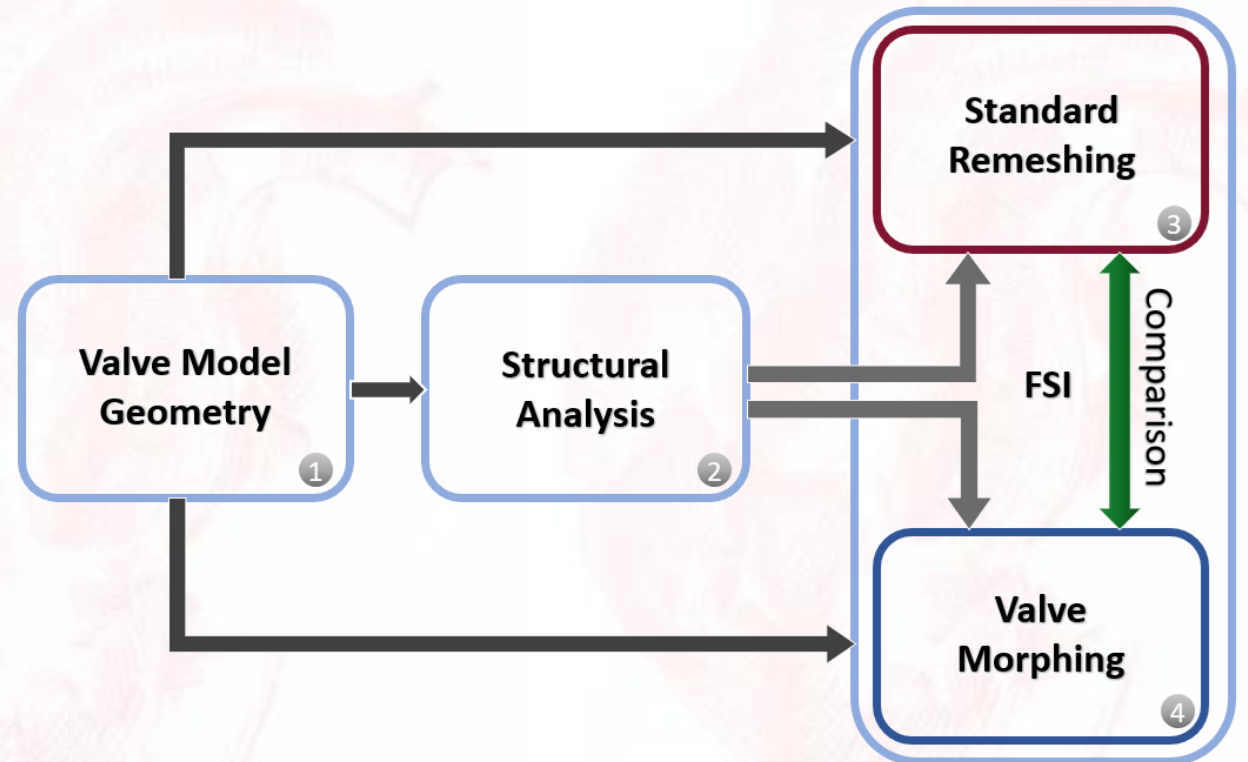 Valve Model
Geometry
1
Structural
Analysis
2
Standard
Remeshing
3
FSI
Comparison
Valve
Morphing
4